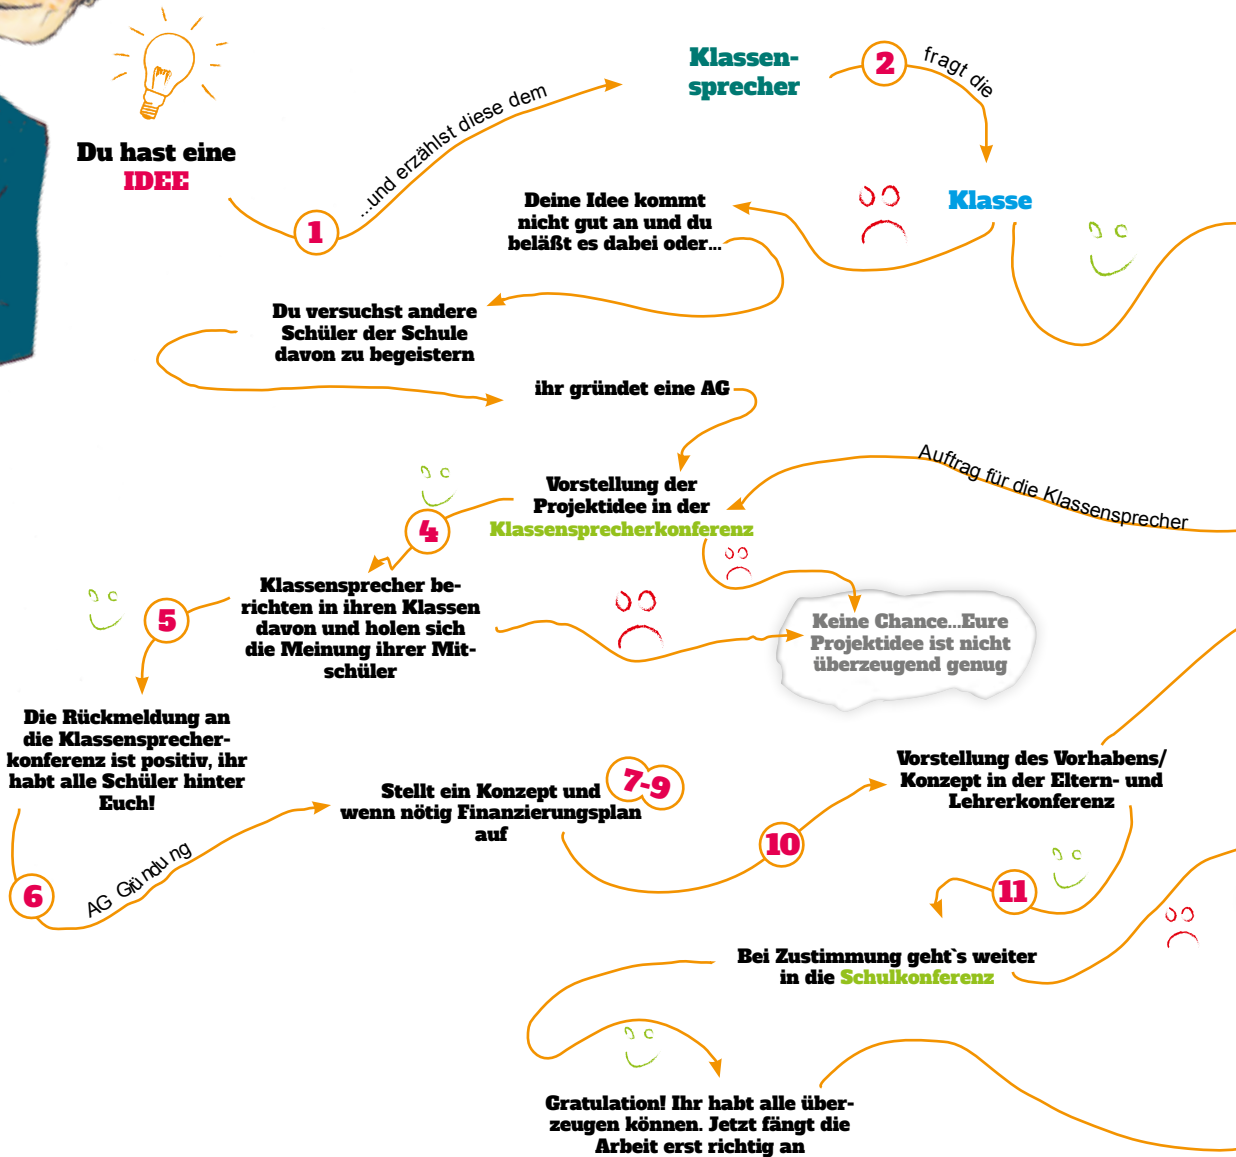 Du hast eine
IDEE
1
...und erzählst diese dem
Klassen-
sprecher
2
fragt die
Klasse
Deine Idee kommt
nicht gut an und du
beläßt es dabei oder...
Du versuchst andere
Schüler der Schule
davon zu begeistern
ihr gründet eine AG
Auftrag für die Klassensprecher
Vorstellung der
Projektidee in der
Klassensprecherkonferenz
4
Klassensprecher be-
richten in ihren Klassen
davon und holen sich
die Meinung ihrer Mit-
schüler
Keine Chance...Eure
Projektidee ist nicht
überzeugend genug
5
Die Rückmeldung an
die Klassensprecher-
konferenz ist positiv, ihr
habt alle Schüler hinter
Euch!
6
AG Gründung
Stellt ein Konzept und
wenn nötig Finanzierungsplan
auf
7-9
10
Vorstellung des Vorhabens/
Konzept in der Eltern- und
Lehrerkonferenz
11
Bei Zustimmung geht`s weiter
in die Schulkonferenz
Gratulation! Ihr habt alle über-
zeugen können. Jetzt fängt die
Arbeit erst richtig an